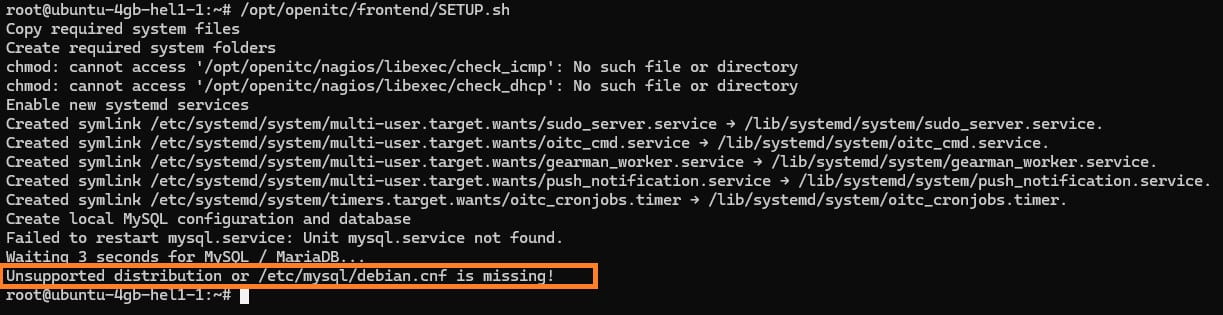 root@ubuntu-4gb-hel1-1:~# /opt/openitc/frontend/SETUP.sh
Copy required system files
Create required system folders
chmod: cannot access '/opt/openitc/nagios/libexec/check_icmp': No such file or directory
chmod: cannot access '/opt/openitc/nagios/libexec/check_dhcp': No such file or directory
Enable new systemd services
Created symlink /etc/systemd/system/multi-user.target.wants/sudo_server.service → /lib/systemd/system/sudo_server.service.
Created symlink /etc/systemd/system/multi-user.target.wants/oitc_cmd.service → /lib/systemd/system/oitc_cmd.service.
Created symlink /etc/systemd/system/multi-user.target.wants/gearman_worker.service → /lib/systemd/system/gearman_worker.service.
Created symlink /etc/systemd/system/multi-user.target.wants/push_notification.service → /lib/systemd/system/push_notification.service.
Created symlink /etc/systemd/system/timers.target.wants/oitc_cronjobs.timer → /lib/systemd/system/oitc_cronjobs.timer.
Create local MySQL configuration and database
Failed to restart mysql.service: Unit mysql.service not found.
Waiting 3 seconds for MySQL / MariaDB...
Unsupported distribution or /etc/mysql/debian.cnf is missing!
root@ubuntu-4gb-hel1-1:~#